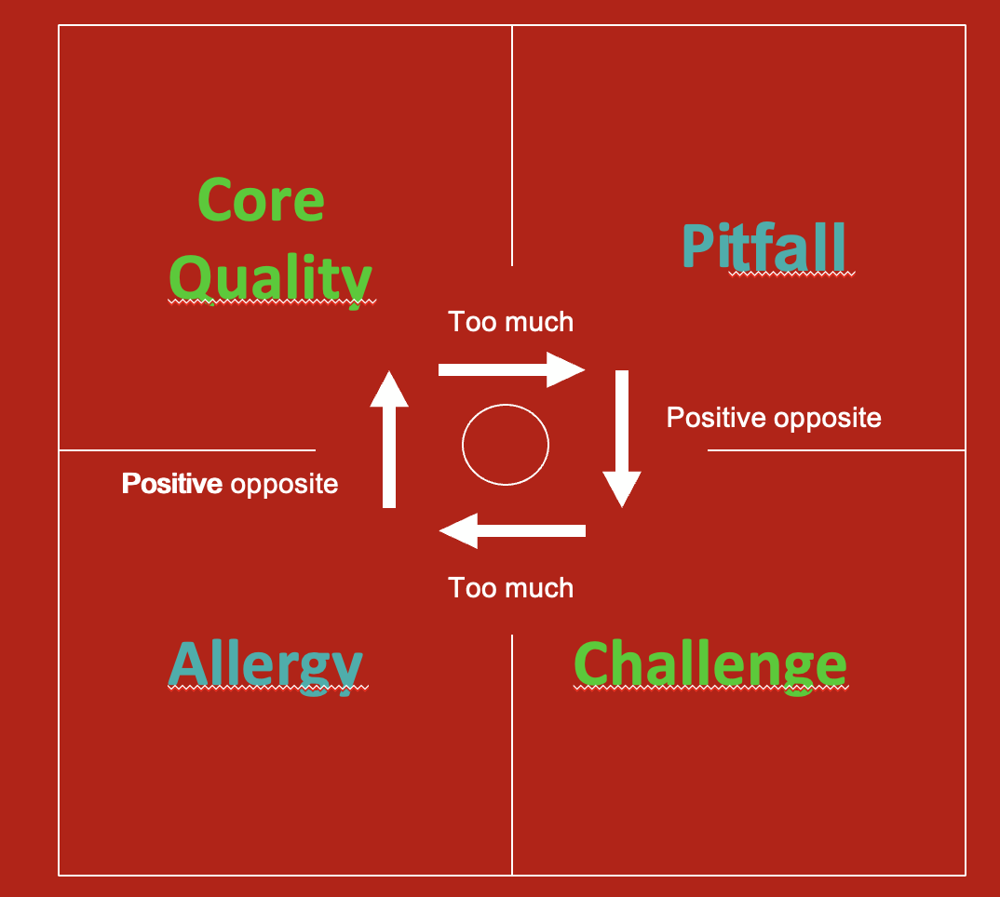 Core
Quality
Pitfall
Too much
Positive opposite
Positive opposite
Too much
Allergy
Challenge